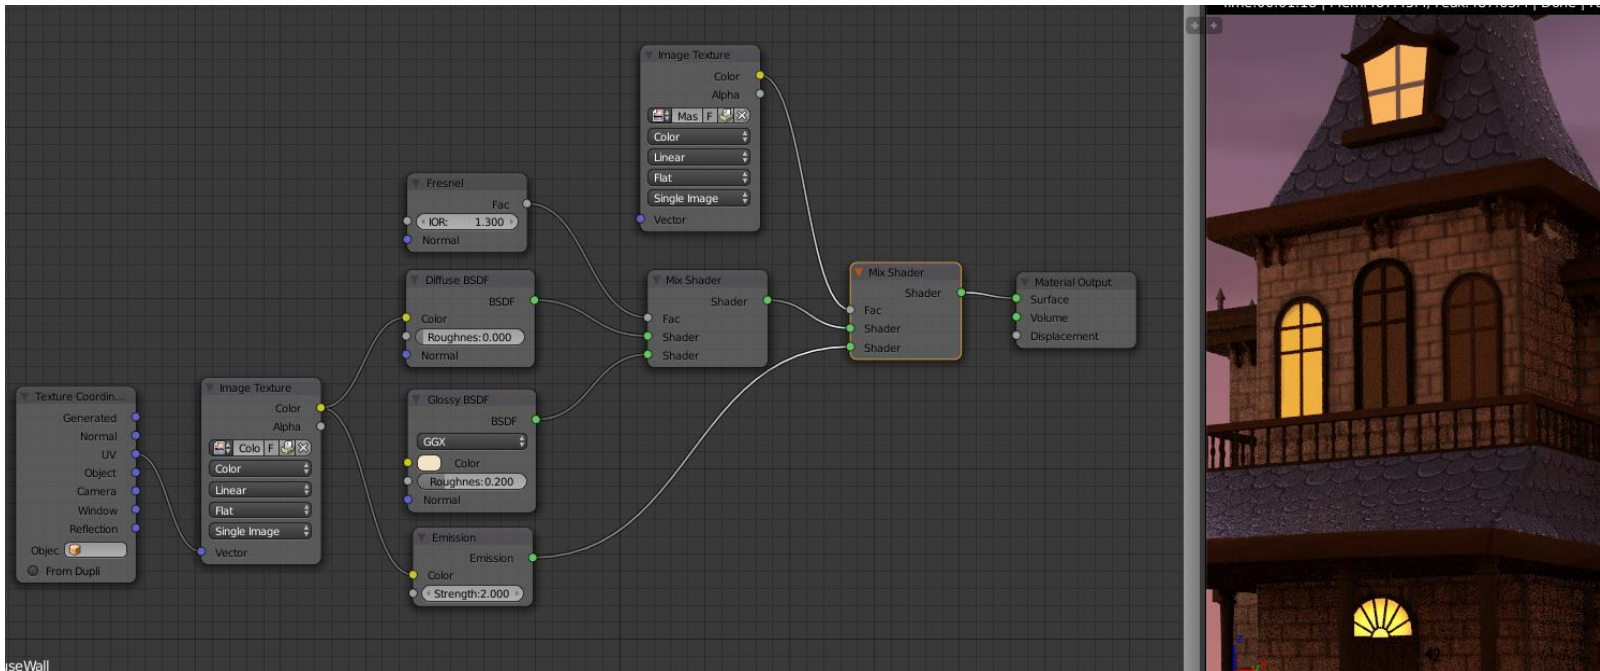 Image Texture
Color
Alpha
Mas F
Color
Linear
Flat
Single Image
Vector
Fresnel
Fac
IOR: 1.300
Normal
Diffuse BSDF
BSDF
Color
Roughnes:0.000
Normal
Mix Shader
Shader
Fac
Shader
Shader
Mix Shader
Shader
Fac
Shader
Shader
Material Output
Surface
Volume
Displacement
Texture Coordin...
Generated
Normal
UV
Object
Camera
Window
Reflection
Objec
From Dupli
Image Texture
Color
Alpha
Colo F
Color
Linear
Flat
Single Image
Vector
Glossy BSDF
BSDF
GGX
Color
Roughnes:0.200
Normal
Emission
Emission
Color
Strength:2.000
seWall